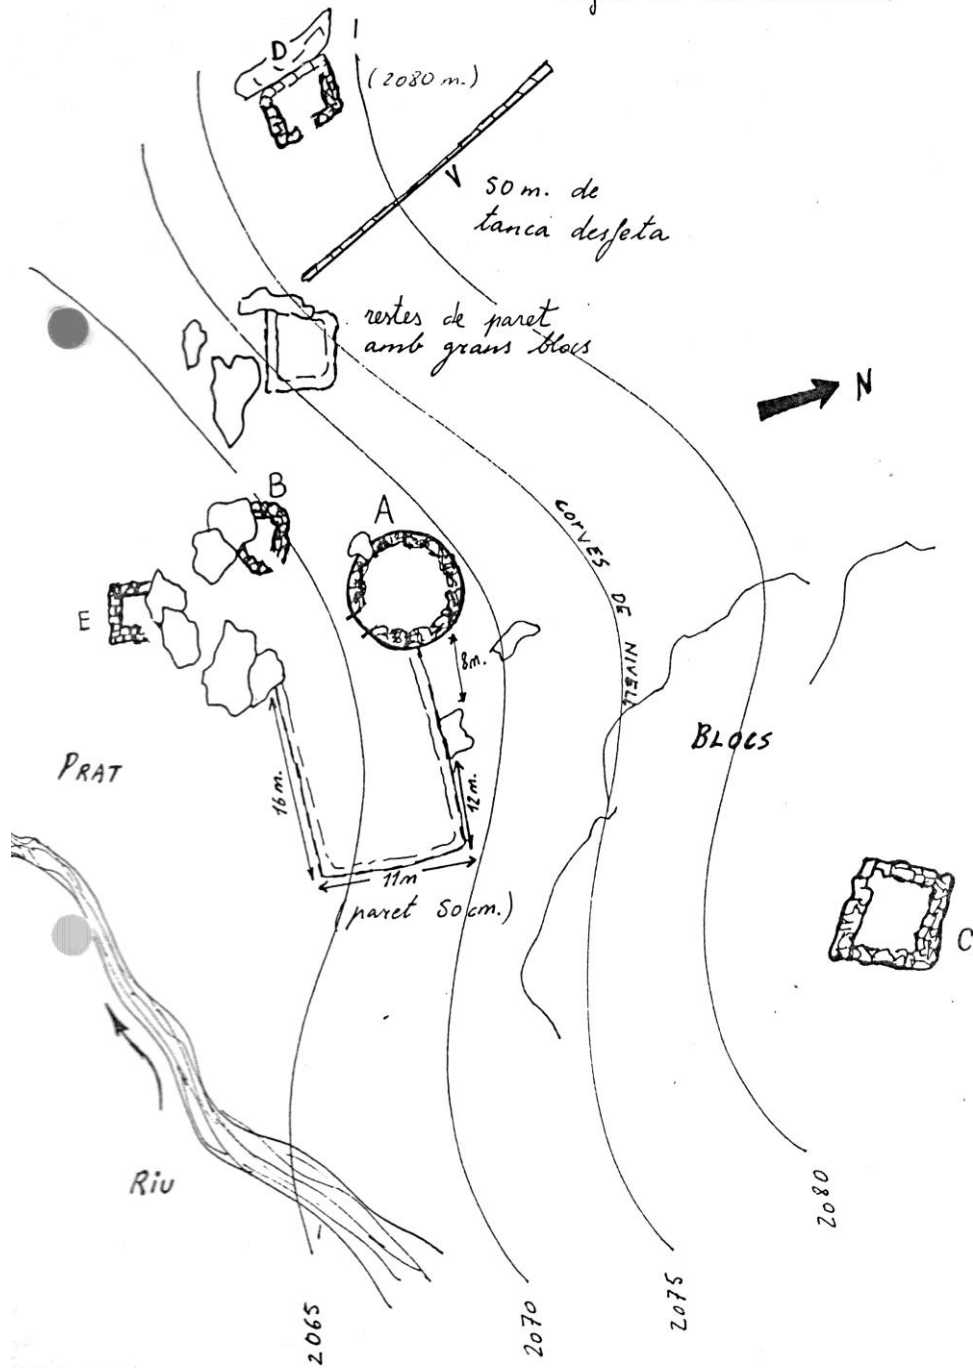 D
(2080 m.)
V
50 m. de
tanca desfeta
restes de paret
amb grans blocs
N
B
A
CORVES DE NIVELL
E
8m.
BLOCS
PRAT
16m.
12m.
11m
(paret 50 cm.)
C
RIU
2080
2065
2070
2075